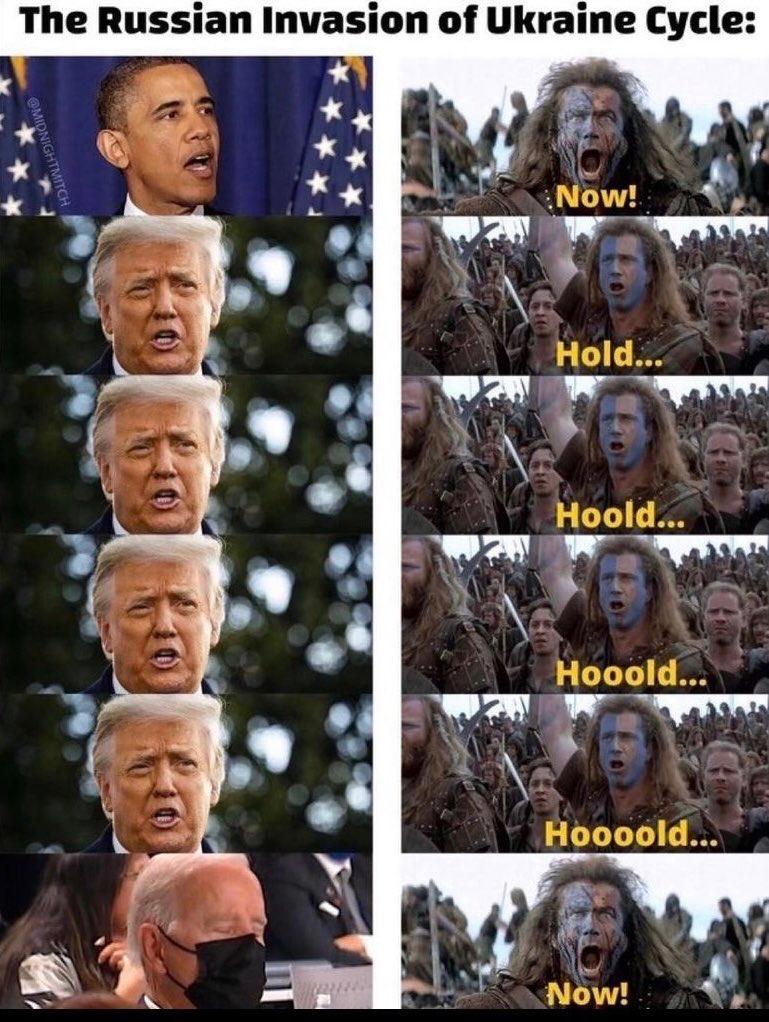 The Russian Invasion of Ukraine Cycle:
@MIDNIGHTMITCH
Now!
Hold...
Hoold...
Hooold...
Hoooold...
Now!